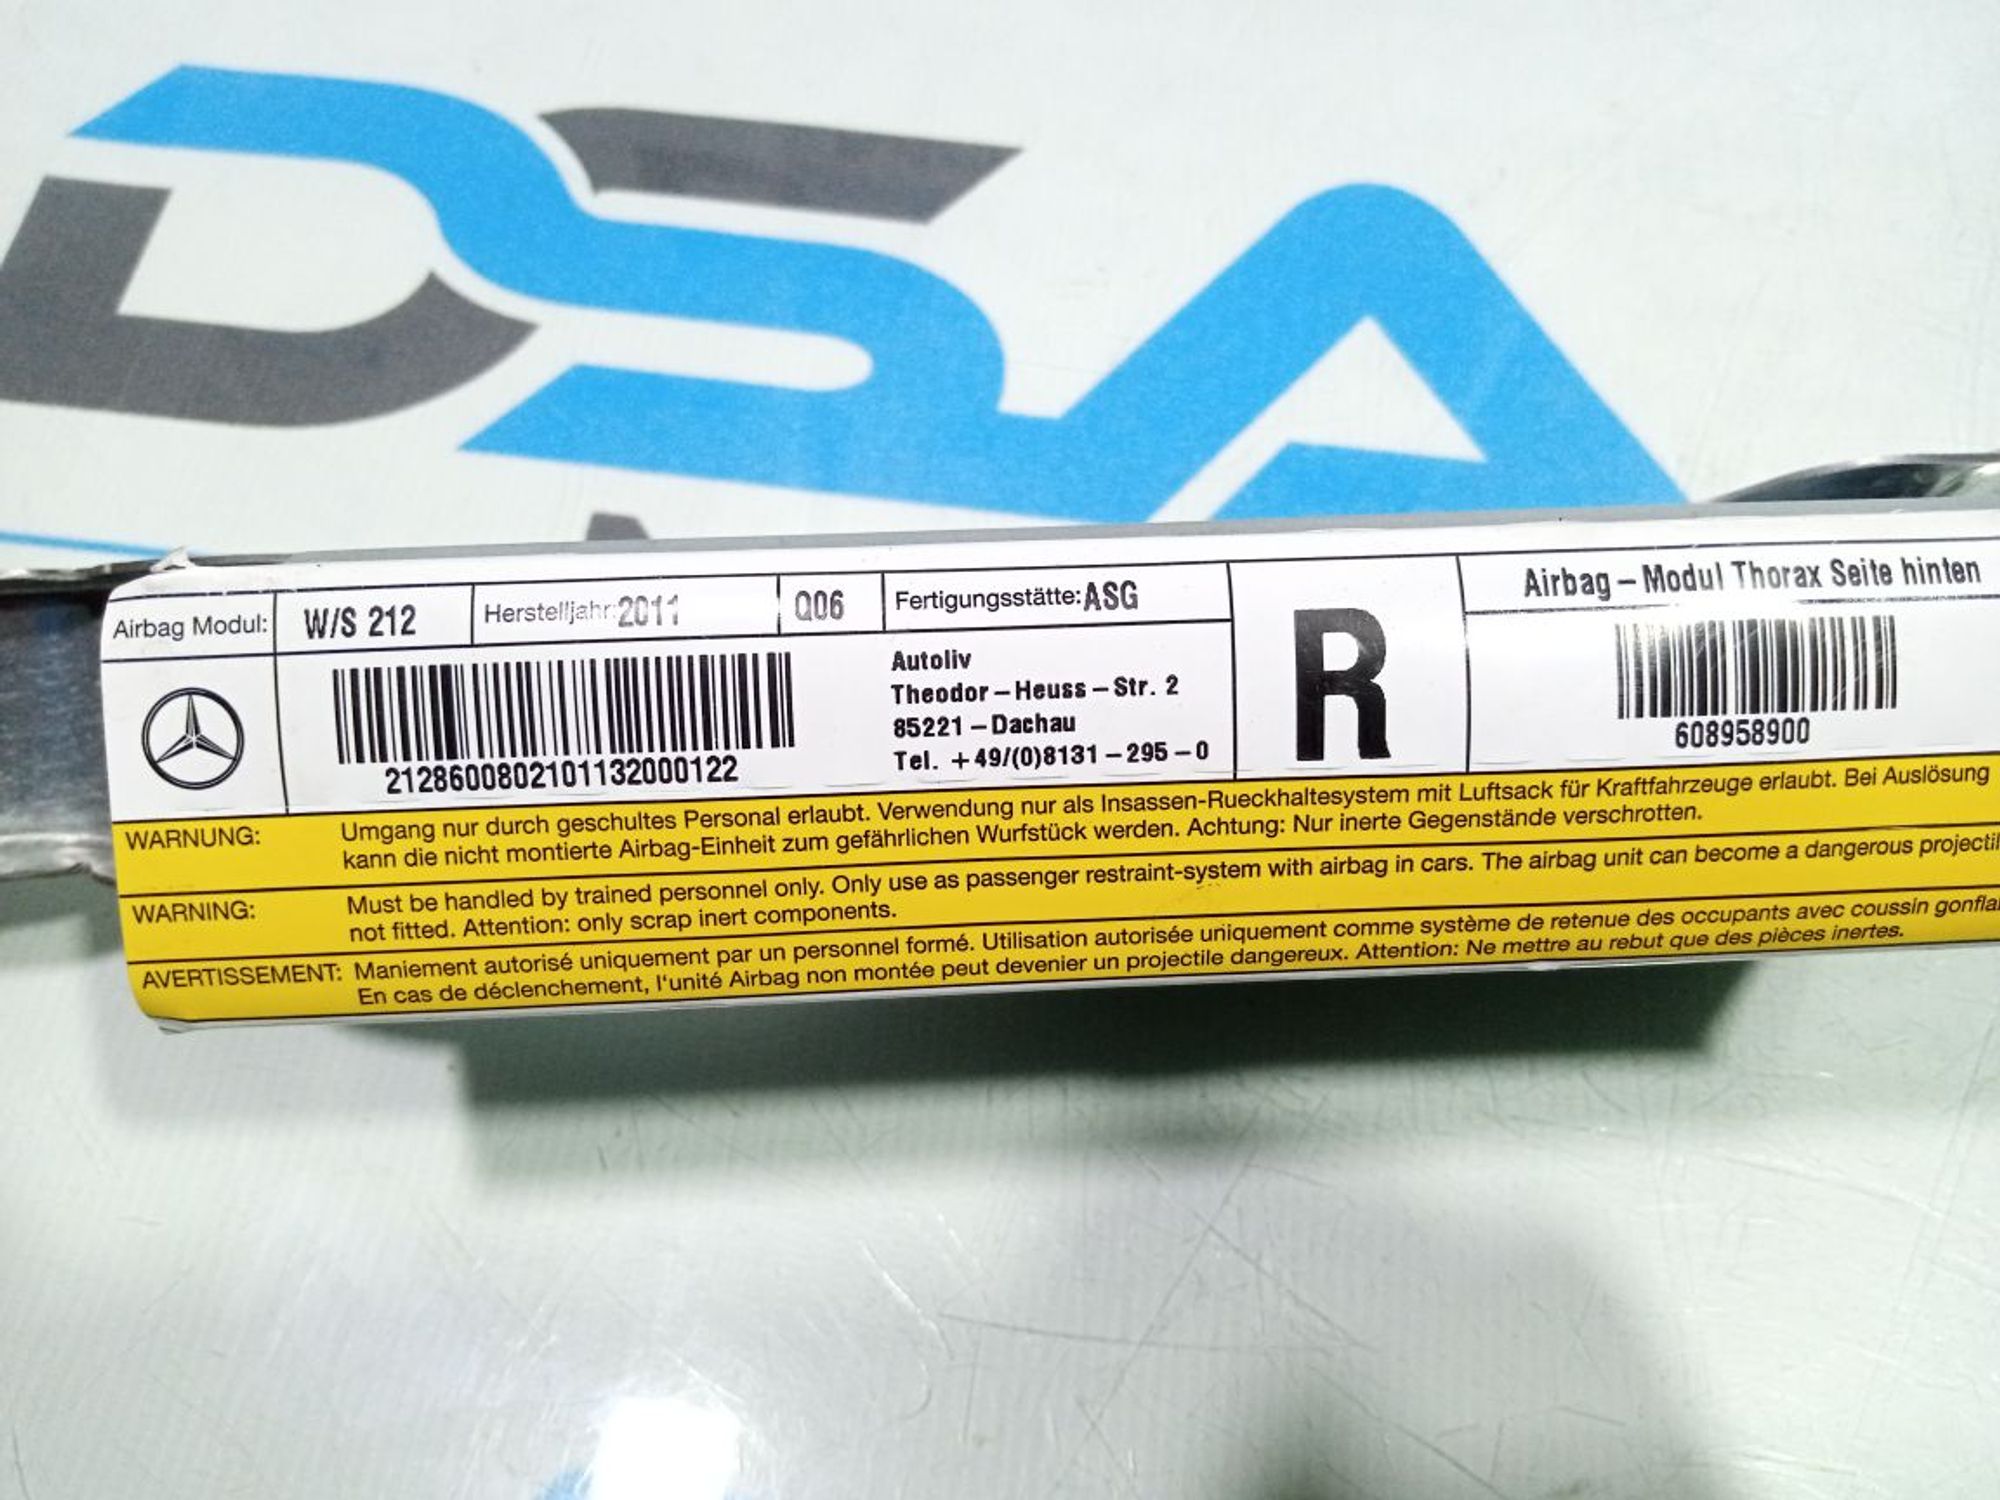 DSA
Airbag Modul: W/S 212 Herstelljahr: 2011 Q06 Fertigungsstätte: ASG
Autoliv
Theodor-Heuss-Str. 2
85221-Dachau
Tel. +49/(0)8131-295-0
2128600802101132000122
R
Airbag-Modul Thorax Seite hinten
608958900
WARNUNG: Umgang nur durch geschultes Personal erlaubt. Verwendung nur als Insassen-Rueckhaltesystem mit Luftsack für Kraftfahrzeuge erlaubt. Bei Auslösung
kann die nicht montierte Airbag-Einheit zum gefährlichen Wurfstück werden. Achtung: Nur inerte Gegenstände verschrotten.
WARNING: Must be handled by trained personnel only. Only use as passenger restraint-system with airbag in cars. The airbag unit can become a dangerous
not fitted. Attention: only scrap inert components.
AVERTISSEMENT: Maniement autorisé uniquement par un personnel formé. Utilisation autorisée uniquement comme système de retenue des occupants avec coussin
En cas de déclenchement, l'unité Airbag non montée peut devenier un projectile dangereux. Attention: Ne mettre au rebut que des pièces inertes.